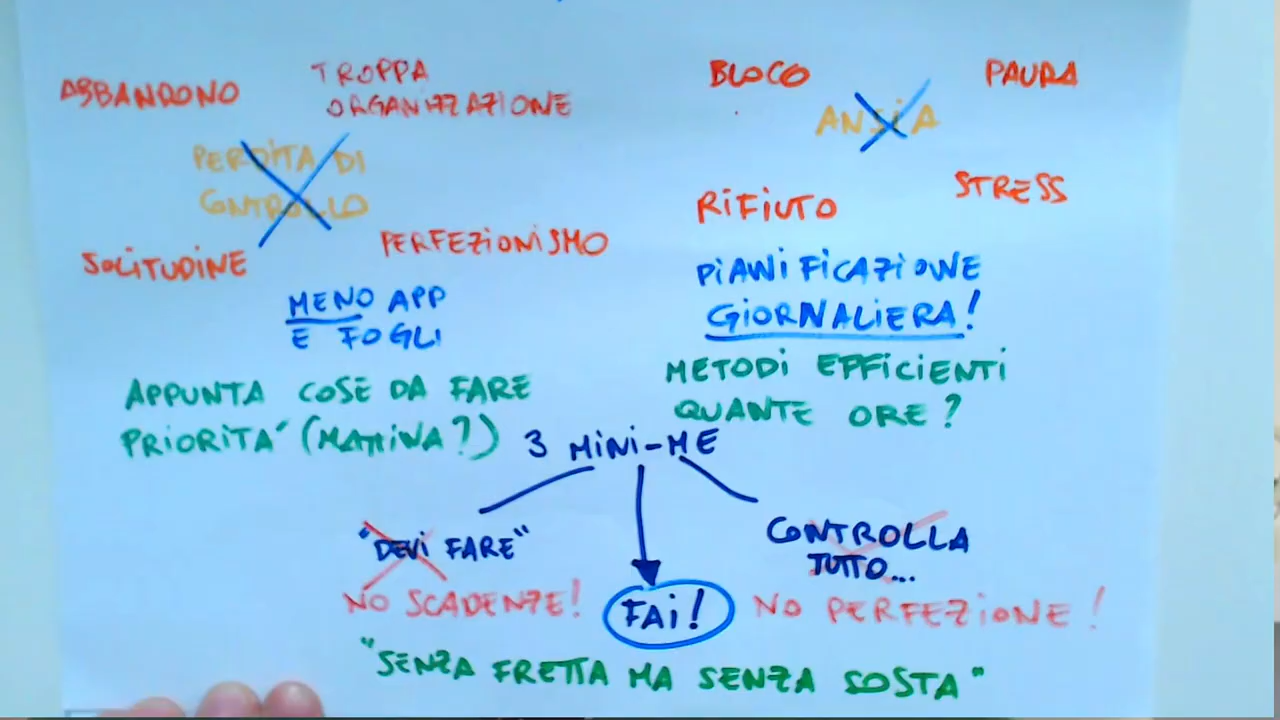 ABBANDONO
TROPPA
ORGANIZZAZIONE
PERDITA DI
CONTROLLO
SOLITUDINE
PERFEZIONISMO
MENO APP
E FOGLI
APPUNTA COSE DA FARE
PRIORITA' (MATTINA?)
BLOCO
PAURA
ANSIA
RIFIUTO
STRESS
PIANIFICAZIONE
GIORNALIERA!
METODI EFFICIENTI
QUANTE ORE?
3 MINI-ME
"DEVI FARE"
NO SCADENZE!
FAI!
CONTROLLA
TUTTO...
NO PERFEZIONE!
"SENZA FRETTA MA SENZA SOSTA"